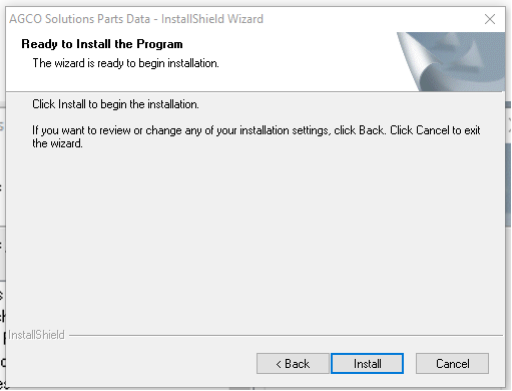 AGCO Solutions Parts Data - InstallShield Wizard
Ready to Install the Program
The wizard is ready to begin installation.
Click Install to begin the installation.
If you want to review or change any of your installation settings, click Back. Click Cancel to exit
the wizard.
InstallShield
< Back
Install
Cancel